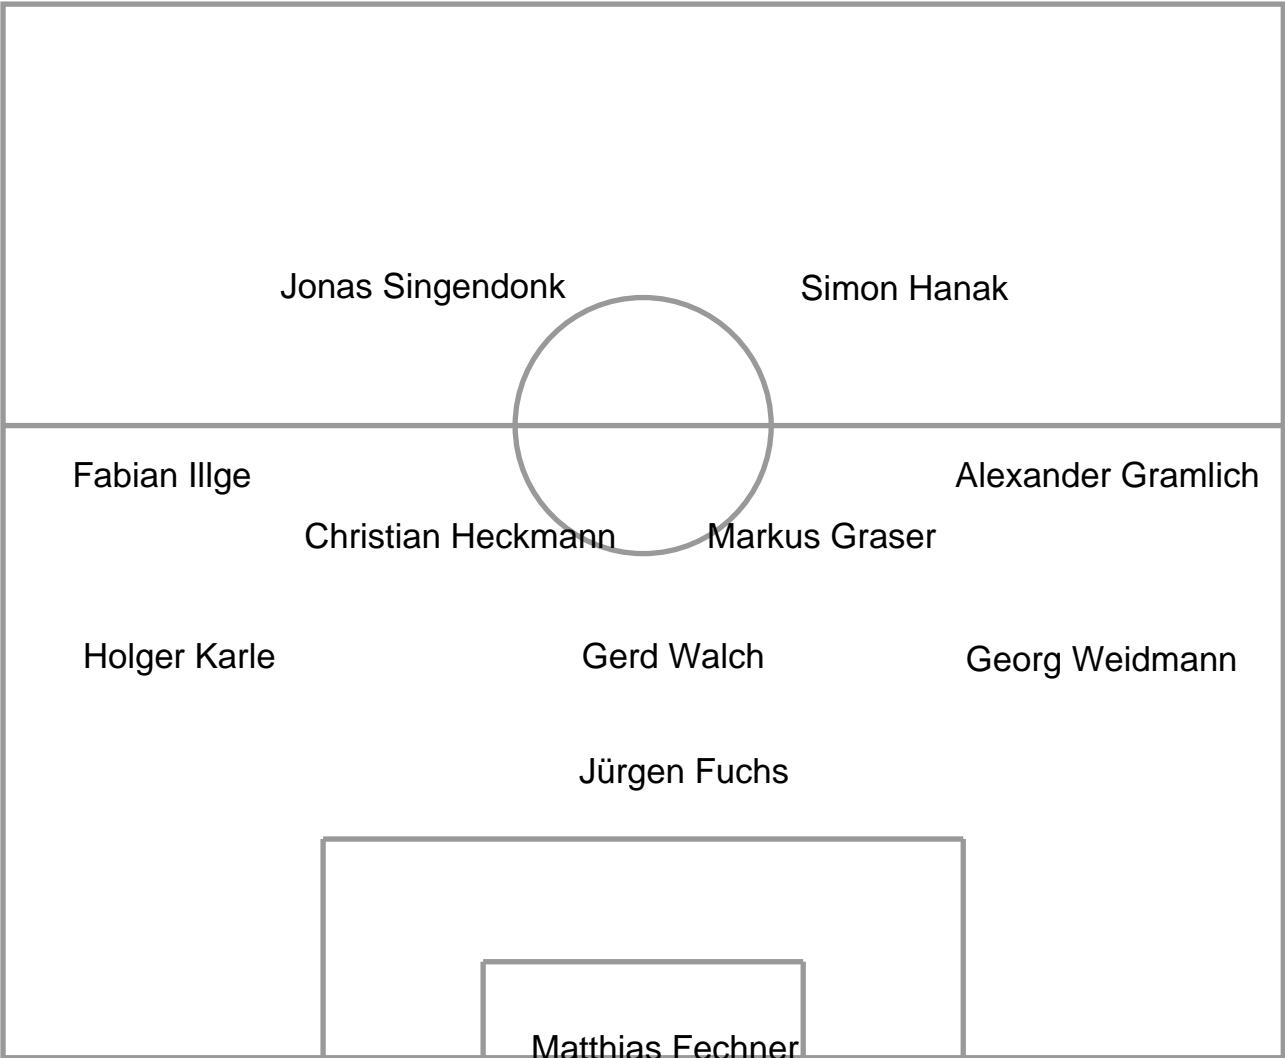 Jonas Singendonk
Simon Hanak
Fabian Illge
Alexander Gramlich
Christian Heckmann
Markus Graser
Holger Karle
Gerd Walch
Georg Weidmann
Jürgen Fuchs
Matthias Fechner